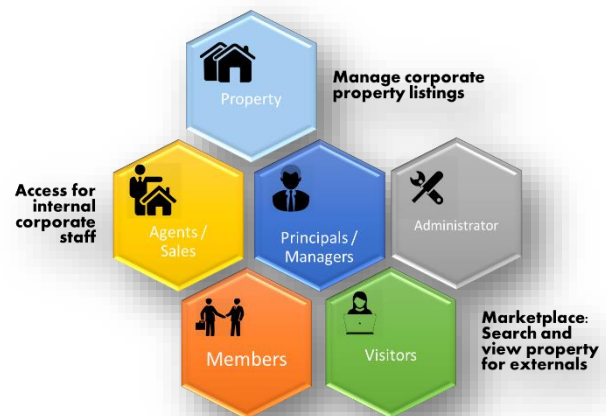 Property
Manage corporate
property listings
Access for
internal
corporate
staff
Agents /
Sales
Principals /
Managers
Administrator
Members
Visitors
Marketplace:
Search and
view property
for externals